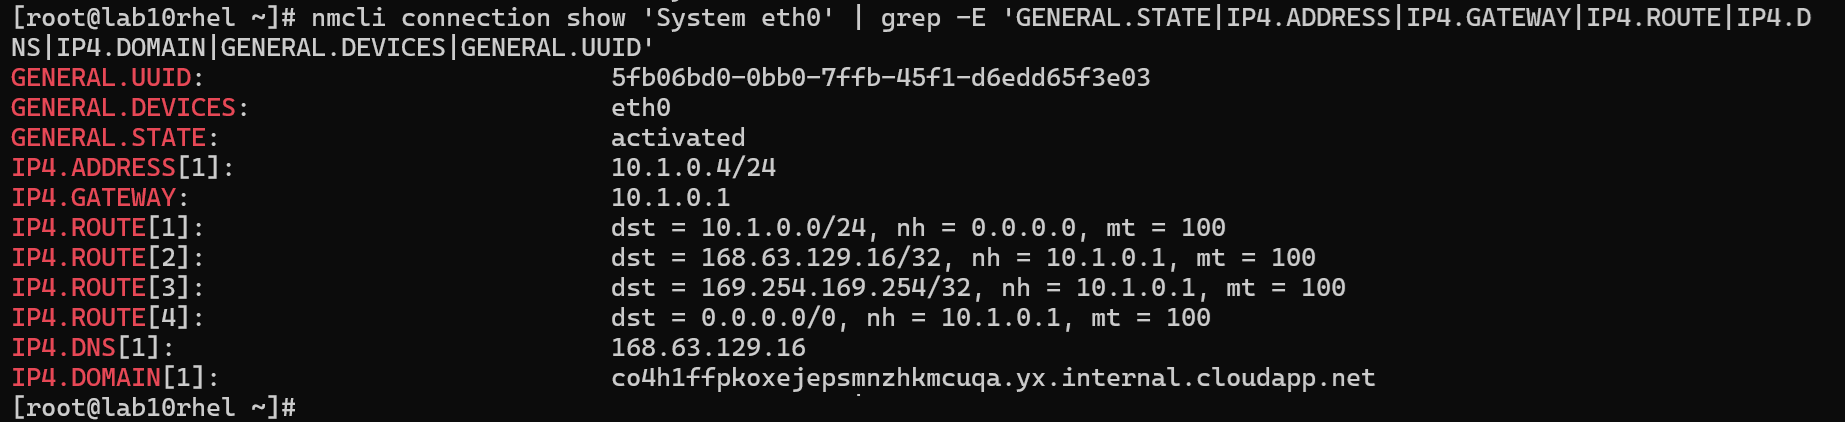 [root@lab10rhel ~]# nmcli connection show 'System eth0' | grep -E 'GENERAL.STATE|IP4.ADDRESS|IP4.GATEWAY|IP4.ROUTE|IP4.D
NS|IP4.DOMAIN|GENERAL.DEVICES|GENERAL.UUID'
GENERAL.UUID:                           5fb06bd0-0bb0-7ffb-45f1-d6edd65f3e03
GENERAL.DEVICES:                        eth0
GENERAL.STATE:                          activated
IP4.ADDRESS[1]:                         10.1.0.4/24
IP4.GATEWAY:                            10.1.0.1
IP4.ROUTE[1]:                           dst = 10.1.0.0/24, nh = 0.0.0.0, mt = 100
IP4.ROUTE[2]:                           dst = 168.63.129.16/32, nh = 10.1.0.1, mt = 100
IP4.ROUTE[3]:                           dst = 169.254.169.254/32, nh = 10.1.0.1, mt = 100
IP4.ROUTE[4]:                           dst = 0.0.0.0/0, nh = 10.1.0.1, mt = 100
IP4.DNS[1]:                             168.63.129.16
IP4.DOMAIN[1]:                          co4h1ffpkoxejepsmnzhkmcuqa.yx.internal.cloudapp.net
[root@lab10rhel ~]#